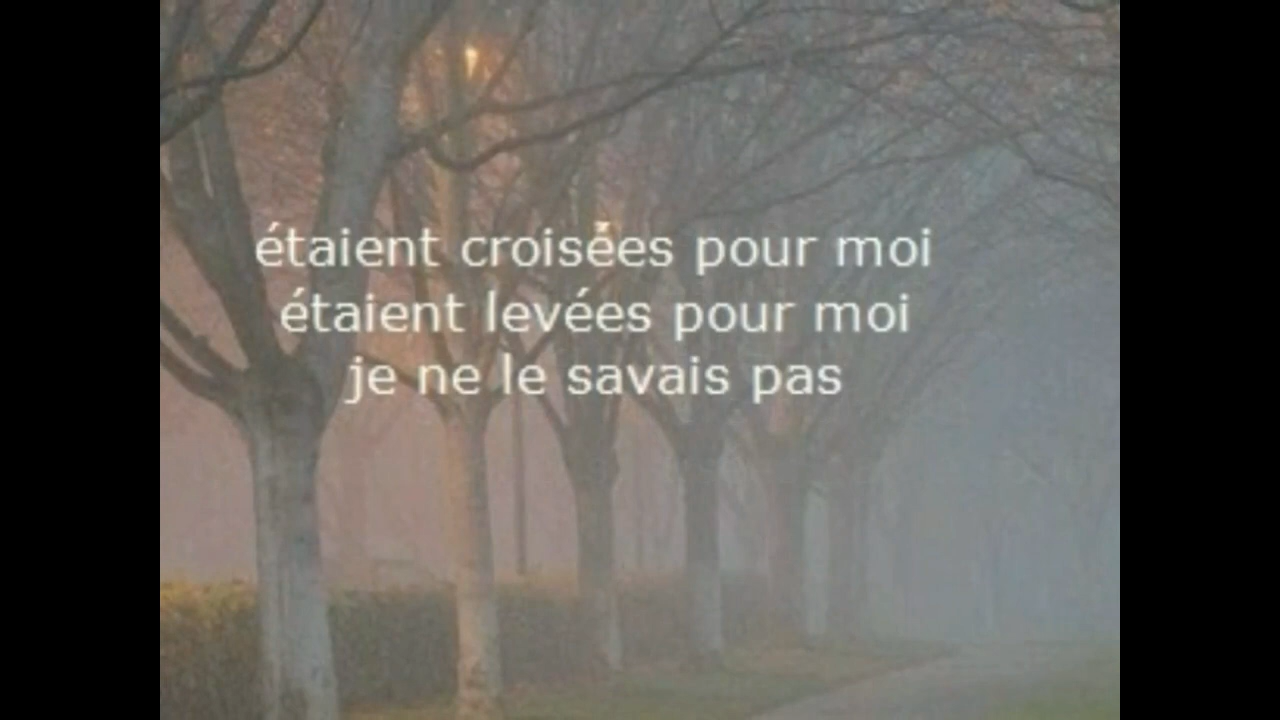 étaient croisées pour moi
étaient levées pour moi
je ne le savais pas